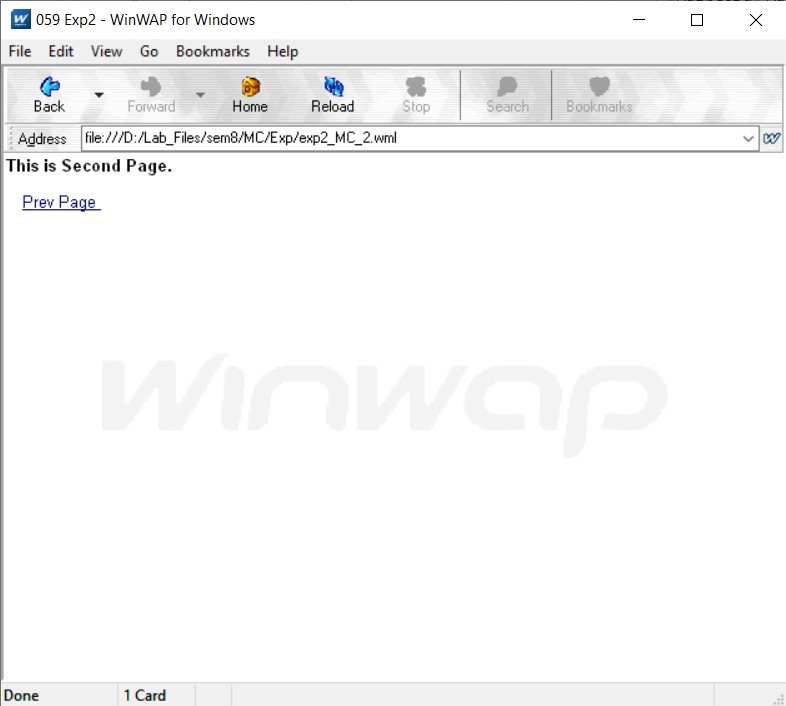 059 Exp2 - WinWAP for Windows
File Edit View Go Bookmarks Help
Back Forward Home Reload Stop Search Bookmarks
Address file:///D:/Lab_Files/sem8/MC/Exp/exp2_MC_2.wml
This is Second Page.
Prev Page
Winwap
Done 1 Card